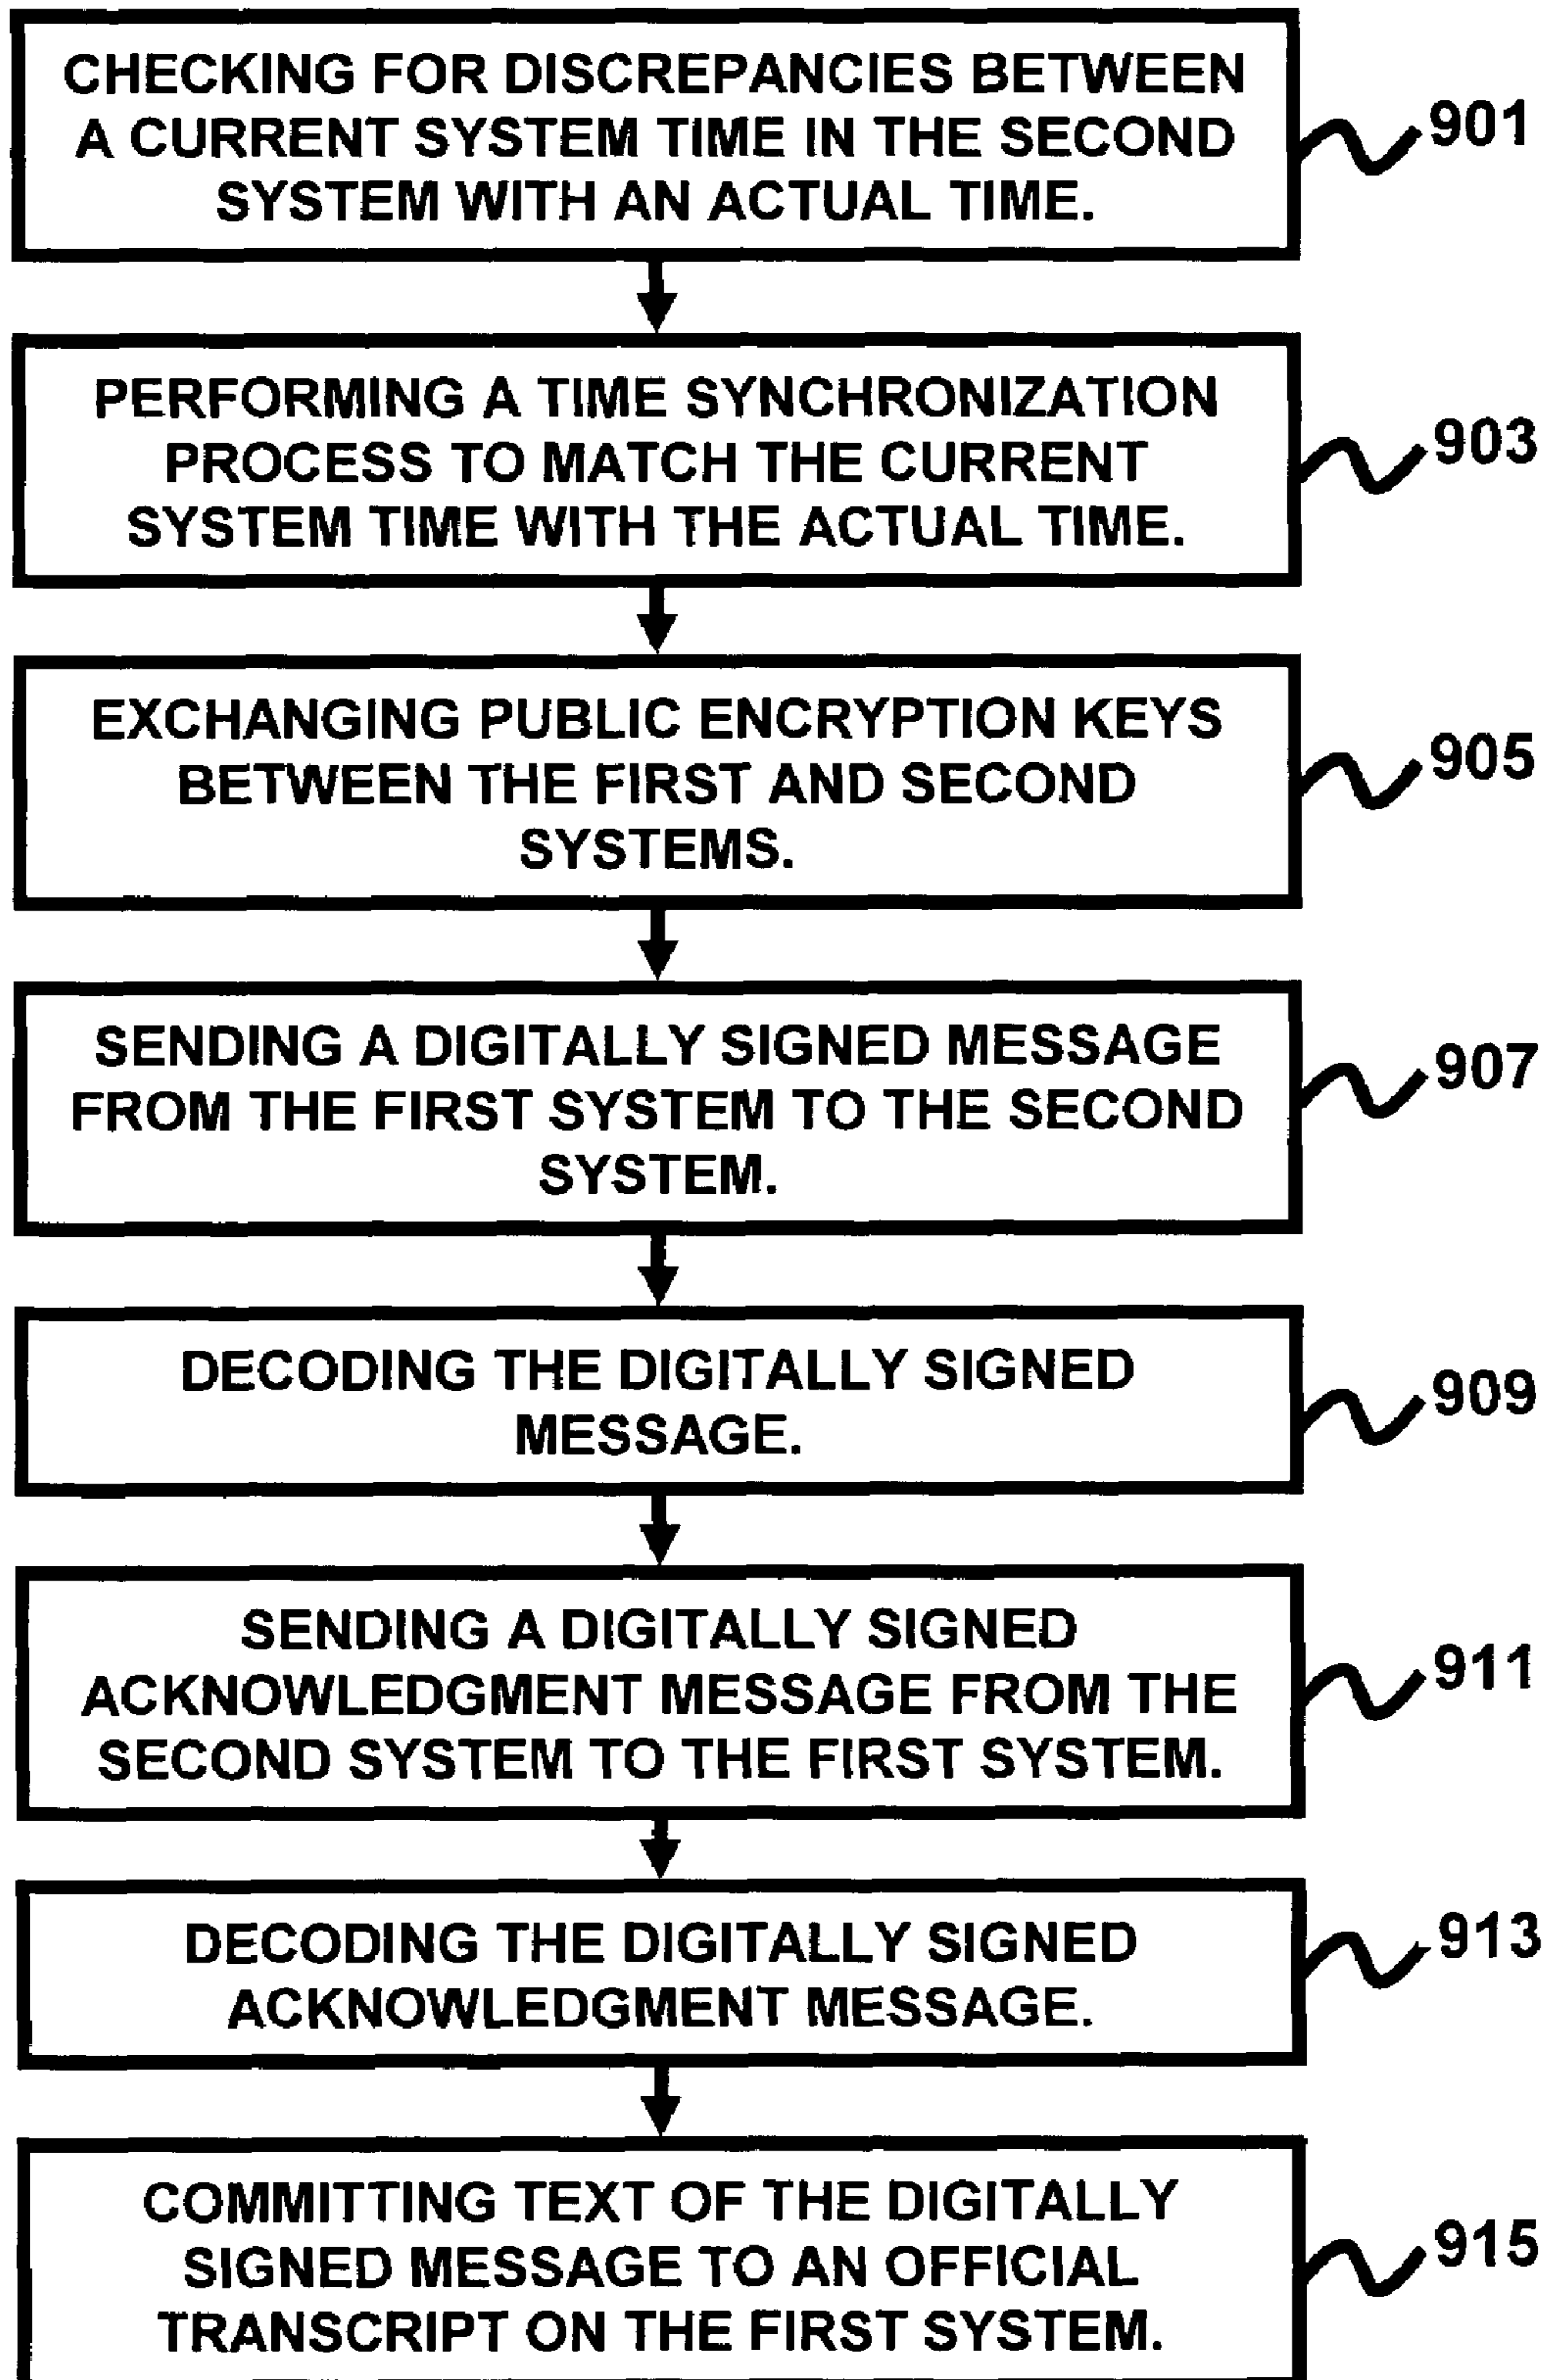 CHECKING FOR DISCREPANCIES BETWEEN
A CURRENT SYSTEM TIME IN THE SECOND
SYSTEM WITH AN ACTUAL TIME.
901
PERFORMING A TIME SYNCHRONIZATION
PROCESS TO MATCH THE CURRENT
SYSTEM TIME WITH THE ACTUAL TIME.
903
EXCHANGING PUBLIC ENCRYPTION KEYS
BETWEEN THE FIRST AND SECOND
SYSTEMS.
905
SENDING A DIGITALLY SIGNED MESSAGE
FROM THE FIRST SYSTEM TO THE SECOND
SYSTEM.
907
DECODING THE DIGITALLY SIGNED
MESSAGE.
909
SENDING A DIGITALLY SIGNED
ACKNOWLEDGMENT MESSAGE FROM THE
SECOND SYSTEM TO THE FIRST SYSTEM.
911
DECODING THE DIGITALLY SIGNED
ACKNOWLEDGMENT MESSAGE.
913
COMMITTING TEXT OF THE DIGITALLY
SIGNED MESSAGE TO AN OFFICIAL
TRANSCRIPT ON THE FIRST SYSTEM.
915